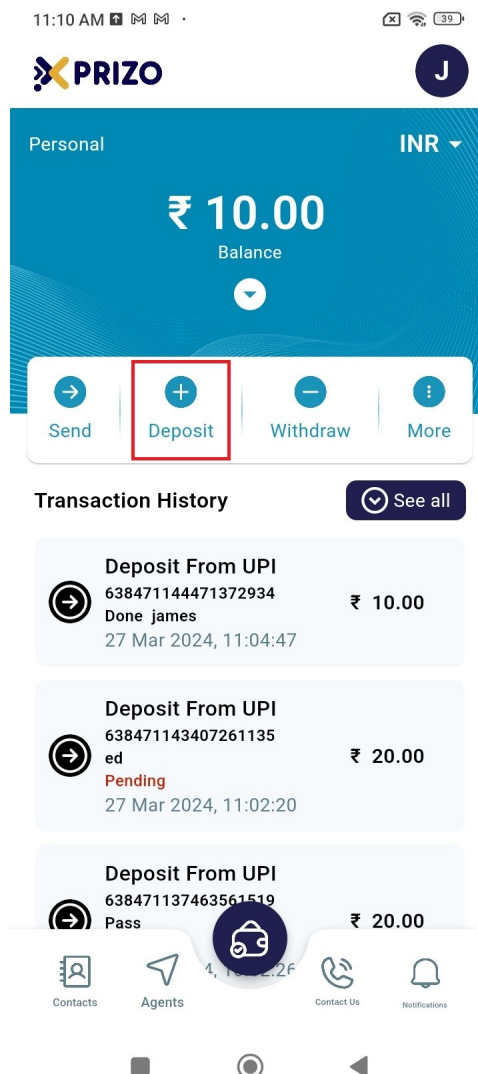 11:10 AM
39
PRIZO
J
Personal
INR
₹ 10.00
Balance
Send
Deposit
Withdraw
More
Transaction History
See all
Deposit From UPI
638471144471372934
Done james
₹ 10.00
27 Mar 2024, 11:04:47
Deposit From UPI
638471143407261135
ed
₹ 20.00
Pending
27 Mar 2024, 11:02:20
Deposit From UPI
638471137463561519
Pass
₹ 20.00
Contacts
Agents
Contact Us
Notifications